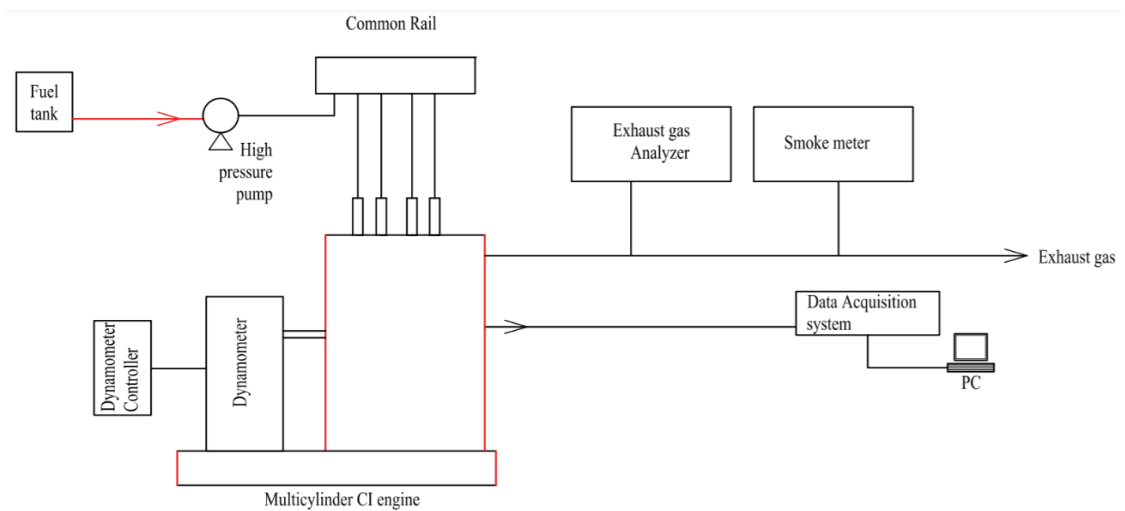 Common Rail
Fuel
tank
High
pressure
pump
Exhaust gas
Analyzer
Smoke meter
Exhaust gas
Data Acquisition
system
PC
Dynamometer
Controller
Dynamometer
Multicylinder CI engine